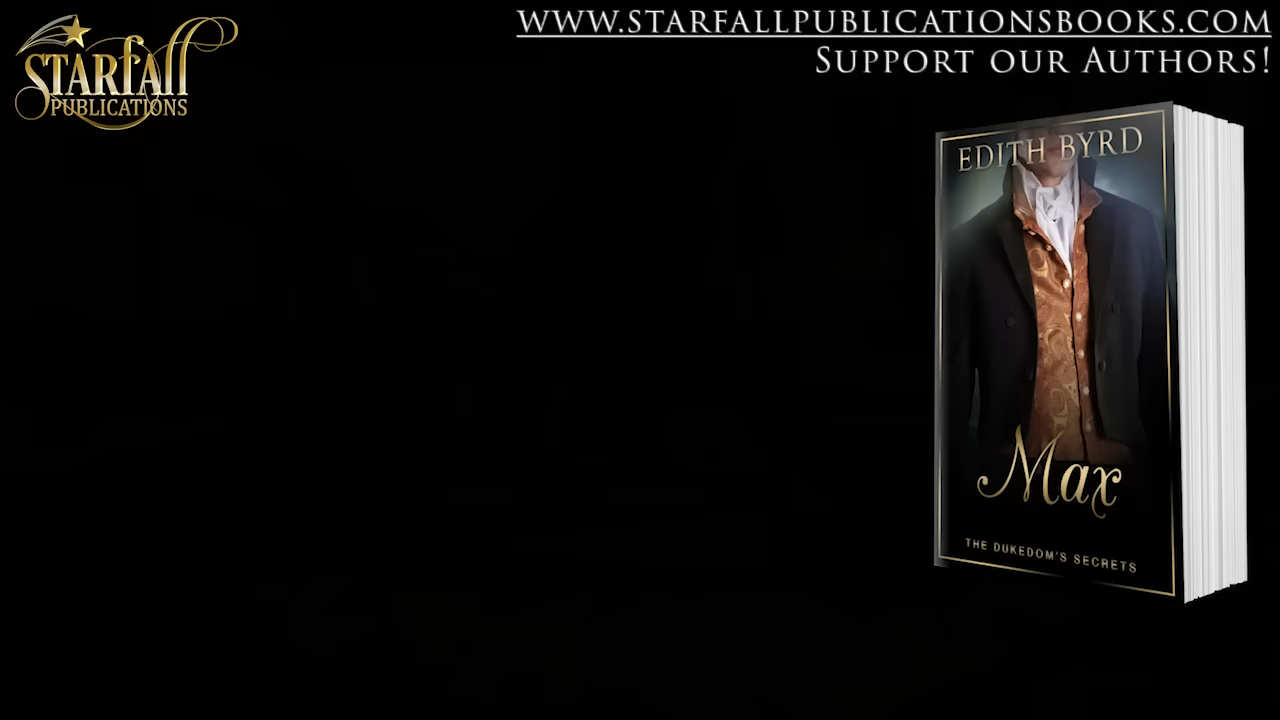 STARfall
PUBLICATIONS
WWW.STARFALLPUBLICATIONSBOOKS.COM
SUPPORT OUR AUTHORS!
EDITH BYRD
Max
THE DUKEDOM'S SECRETS